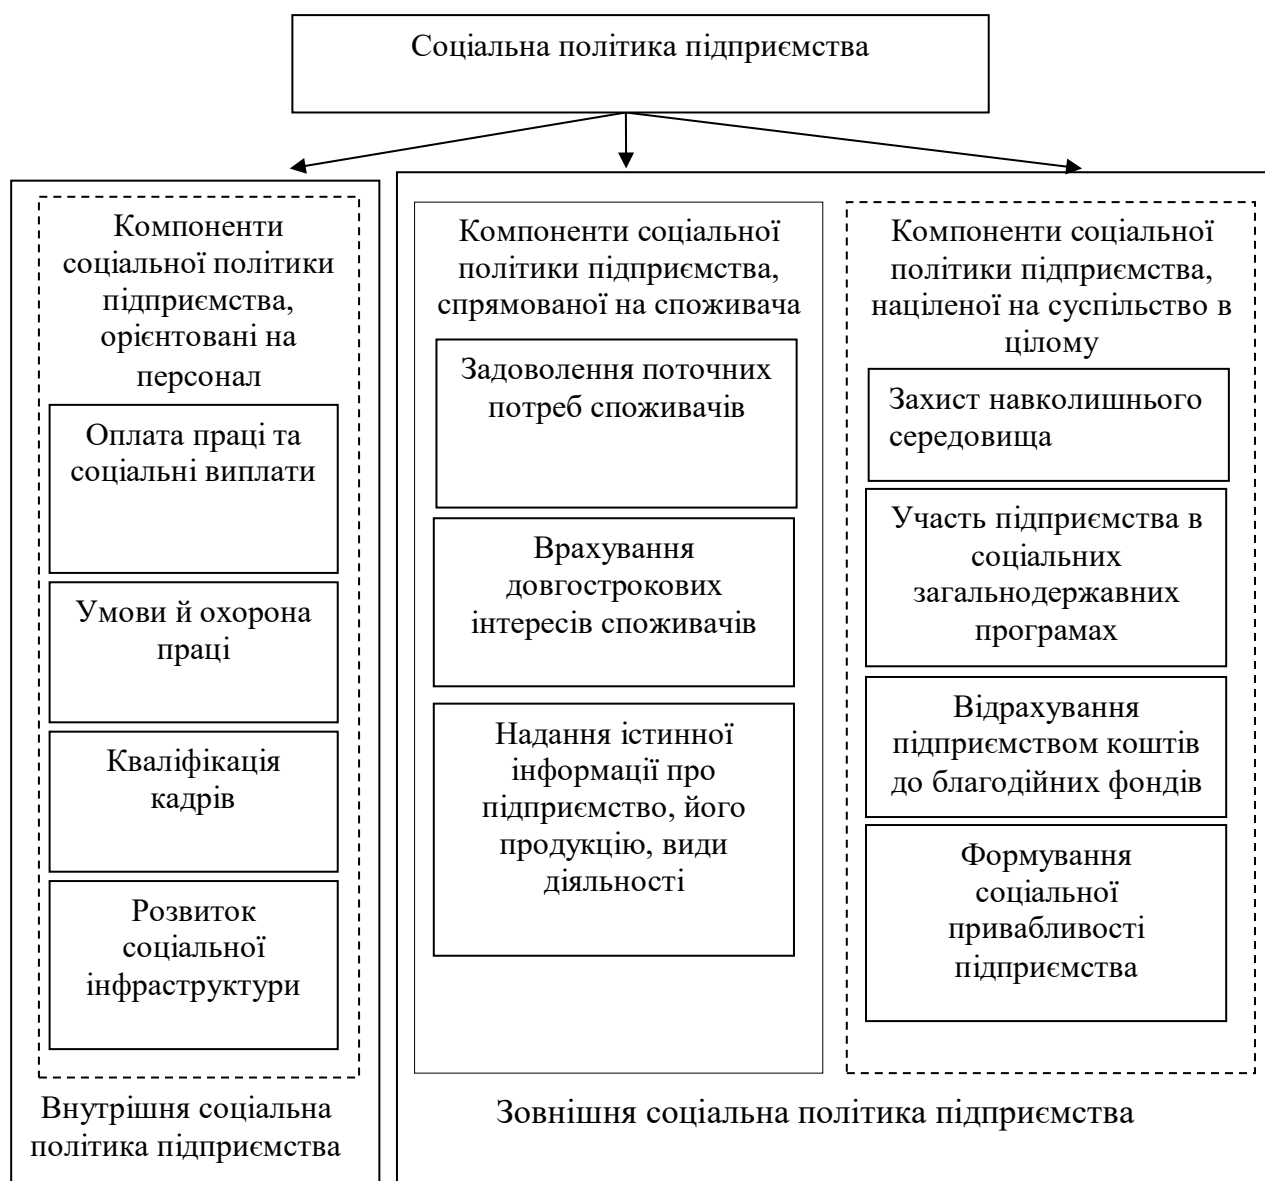 Соціальна політика підприємства
Компоненти
соціальної політики
підприємства,
орієнтовані на
персонал
Оплата праці та
соціальні виплати
Умови й охорона
праці
Кваліфікація
кадрів
Розвиток
соціальної
інфраструктури
Внутрішня соціальна
політика підприємства
Компоненти соціальної
політики підприємства,
спрямованої на споживача
Задоволення поточних
потреб споживачів
Врахування
довгострокових
інтересів споживачів
Надання істинної
інформації про
підприємство, його
продукцію, види
діяльності
Компоненти соціальної
політики підприємства,
націленої на суспільство в
цілому
Захист навколишнього
середовища
Участь підприємства в
соціальних
загальнодержавних
програмах
Відрахування
підприємством коштів
до благодійних фондів
Формування
соціальної
привабливості
підприємства
Зовнішня соціальна політика підприємства